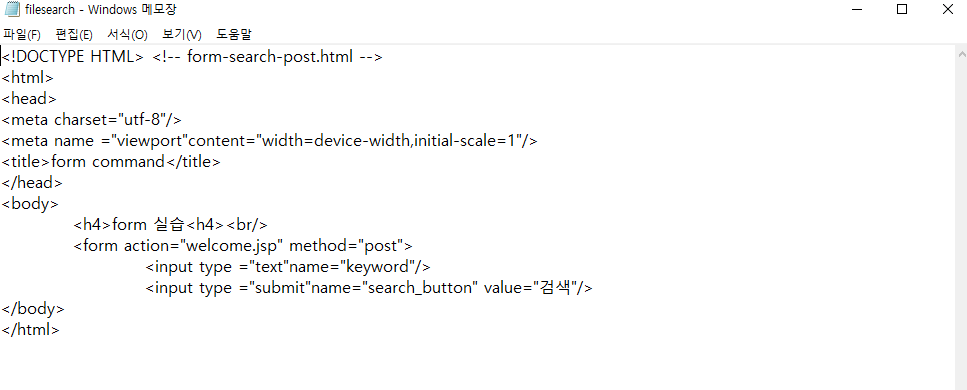 filesearch - Windows 메모장
파일(F) 편집(E) 서식(O) 보기(V) 도움말
<!DOCTYPE HTML> <!-- form-search-post.html -->
<html>
<head>
<meta charset="utf-8"/>
<meta name ="viewport"content="width=device-width,initial-scale=1"/>
<title>form command</title>
</head>
<body>
	<h4>form 실습<h4><br/>
	<form action="welcome.jsp" method="post">
		<input type ="text"name="keyword"/>
		<input type ="submit"name="search_button" value="검색"/>
</body>
</html>